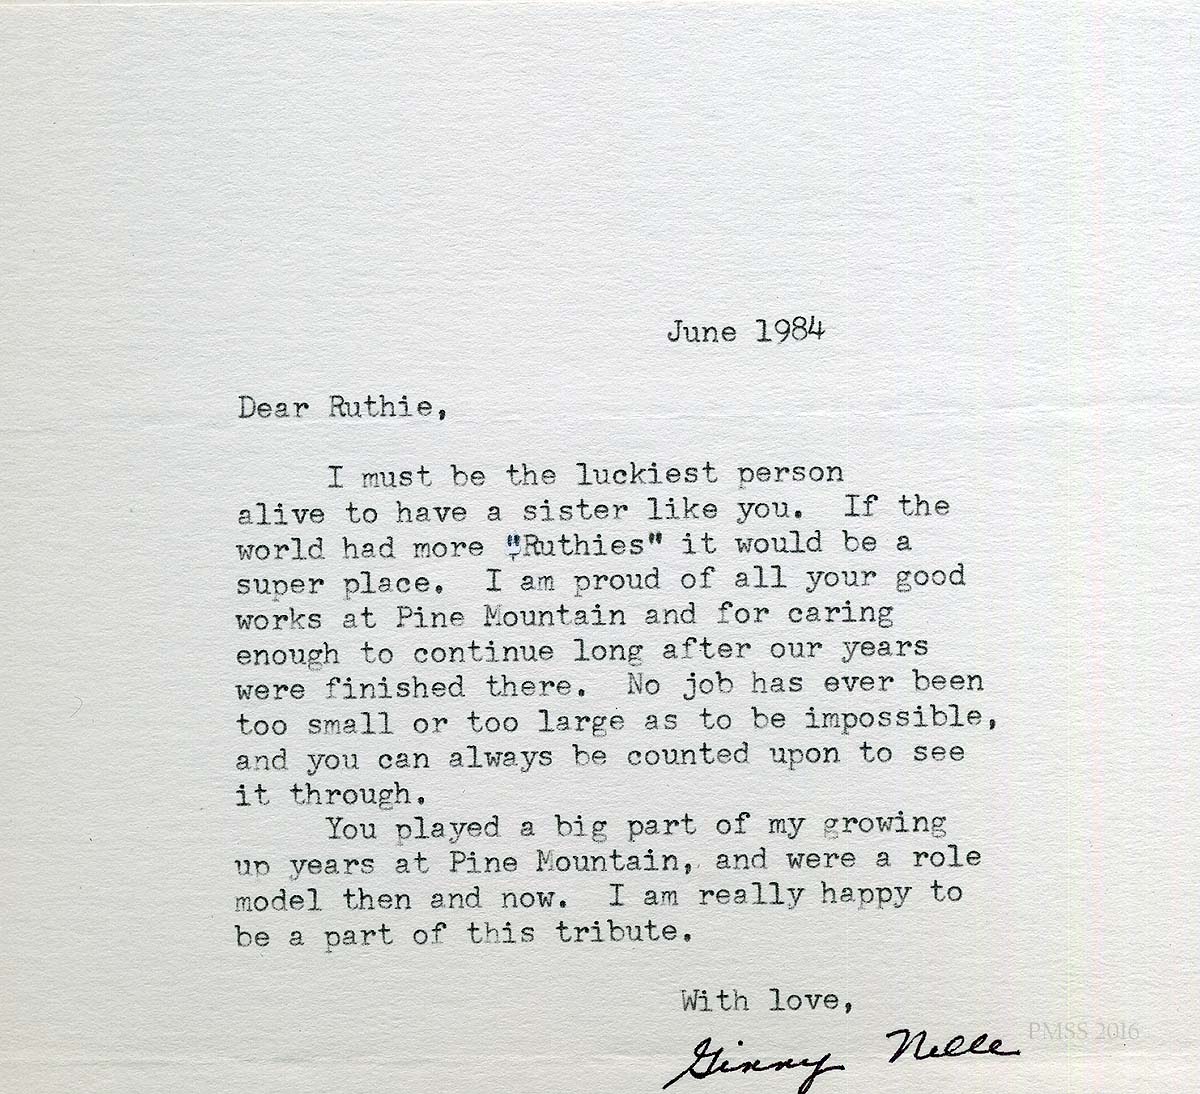 June 1984
Dear Ruthie,
I must be the luckiest person
alive to have a sister like you. If the
world had more "Ruthies" it would be a
super place. I am proud of all your good
works at Pine Mountain and for caring
enough to continue long after our years
were finished there. No job has ever been
too small or too large as to be impossible,
and you can always be counted upon to see
it through.
You played a big part of my growing
up years at Pine Mountain, and were a role
model then and now. I am really happy to
be a part of this tribute.
With love,
Ginny Nelle
PMSS 2016